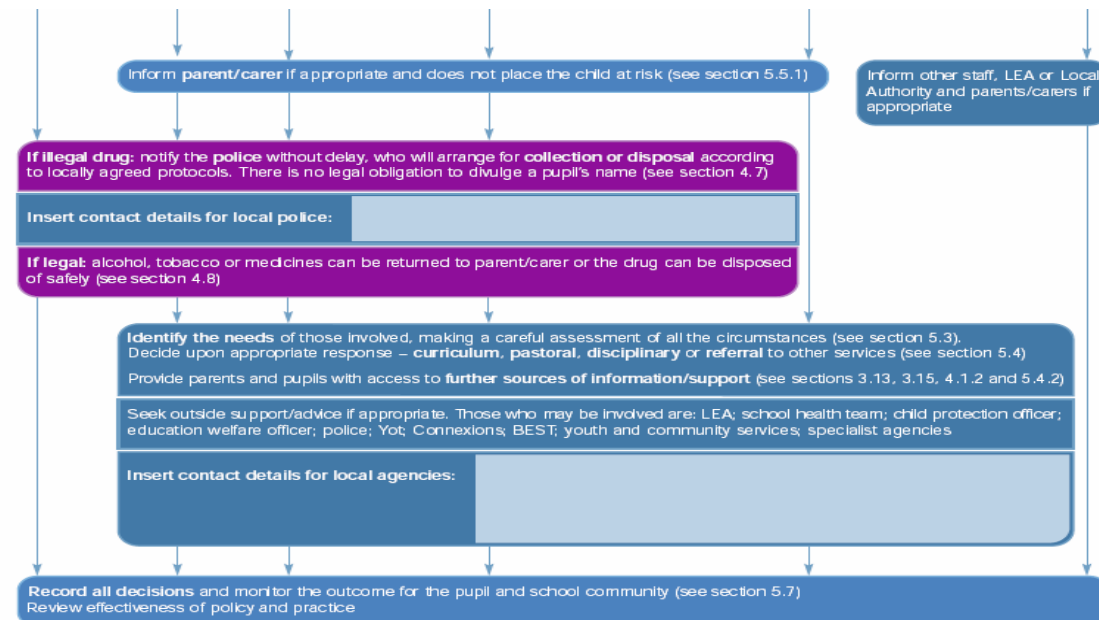 Inform parent/carer if appropriate and does not place the child at risk (see section 5.5.1)
Inform other staff, LEA or Local
Authority and parents/carers if
appropriate
If illegal drug: notify the police without delay, who will arrange for collection or disposal according
to locally agreed protocols. There is no legal obligation to divulge a pupil's name (see section 4.7)
Insert contact details for local police:
If legal: alcohol, tobacco or medicines can be returned to parent/carer or the drug can be disposed
of safely (see section 4.8)
Identify the needs of those involved, making a careful assessment of all the circumstances (see section 5.3).
Decide upon appropriate response – curriculum, pastoral, disciplinary or referral to other services (see section 5.4)
Provide parents and pupils with access to further sources of information/support (see sections 3.13, 3.15, 4.1.2 and 5.4.2)
Seek outside support/advice if appropriate. Those who may be involved are: LEA; school health team; child protection officer;
education welfare officer; police; Yot; Connexions; BEST; youth and community services; specialist agencies
Insert contact details for local agencies:
Record all decisions and monitor the outcome for the pupil and school community (see section 5.7)
Review effectiveness of policy and practice